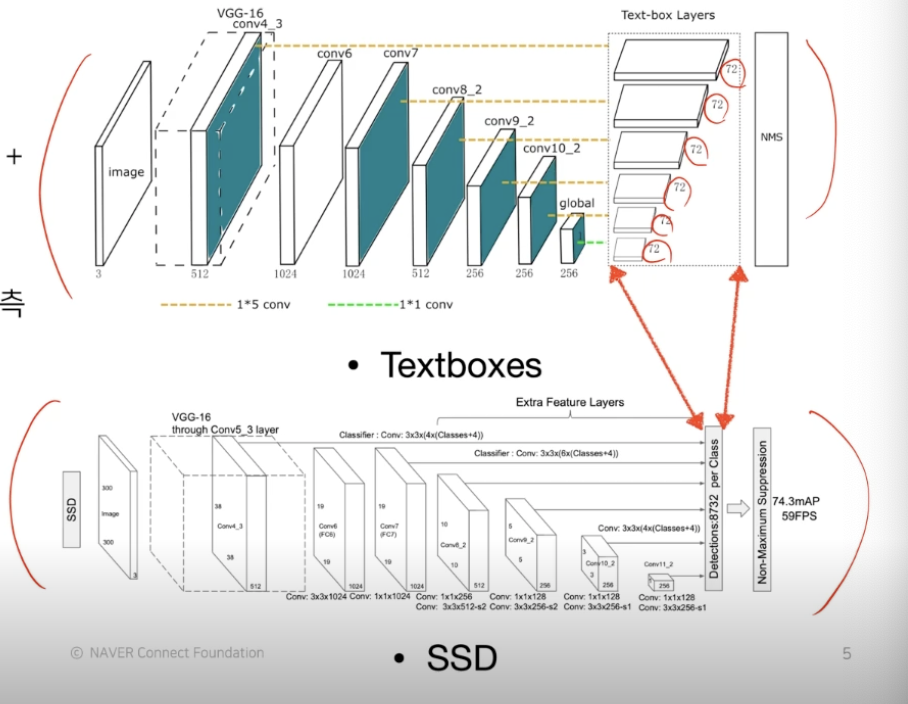 VGG-16
conv4_3
Text-box Layers
conv6
conv7
conv8_2
conv9_2
conv10_2
global
image
72
72
72
72
72
72
NMS
+
3
512
1024
1024
512
256
256
256
측
1*5 conv
1*1 conv
• Textboxes
Extra Feature Layers
VGG-16
through Conv5_3 layer
Classifier : Conv: 3x3x(4x(Classes+4))
Classifier : Conv: 3x3x(6x(Classes+4))
Conv: 3x3x(4x(Classes+4))
SSD
300
Image
300
3
38
Conv4_3
38
512
19
Conv6
(FC6)
19
1024
19
Conv7
(FC7)
19
1024
10
Conv8_2
10
512
5
Conv9_2
5
256
3
Conv10_2
3
256
Conv11_2
256
Detections:8732 per Class
Non-Maximum Suppression
74.3mAP
59FPS
Conv: 3x3x1024
Conv: 1x1x1024
Conv: 1x1x256
Conv: 3x3x512-s2
Conv: 1x1x128
Conv: 3x3x256-s2
Conv: 1x1x128
Conv: 3x3x256-s1
Conv: 1x1x128
Conv: 3x3x256-s1
© NAVER Connect Foundation
• SSD
5